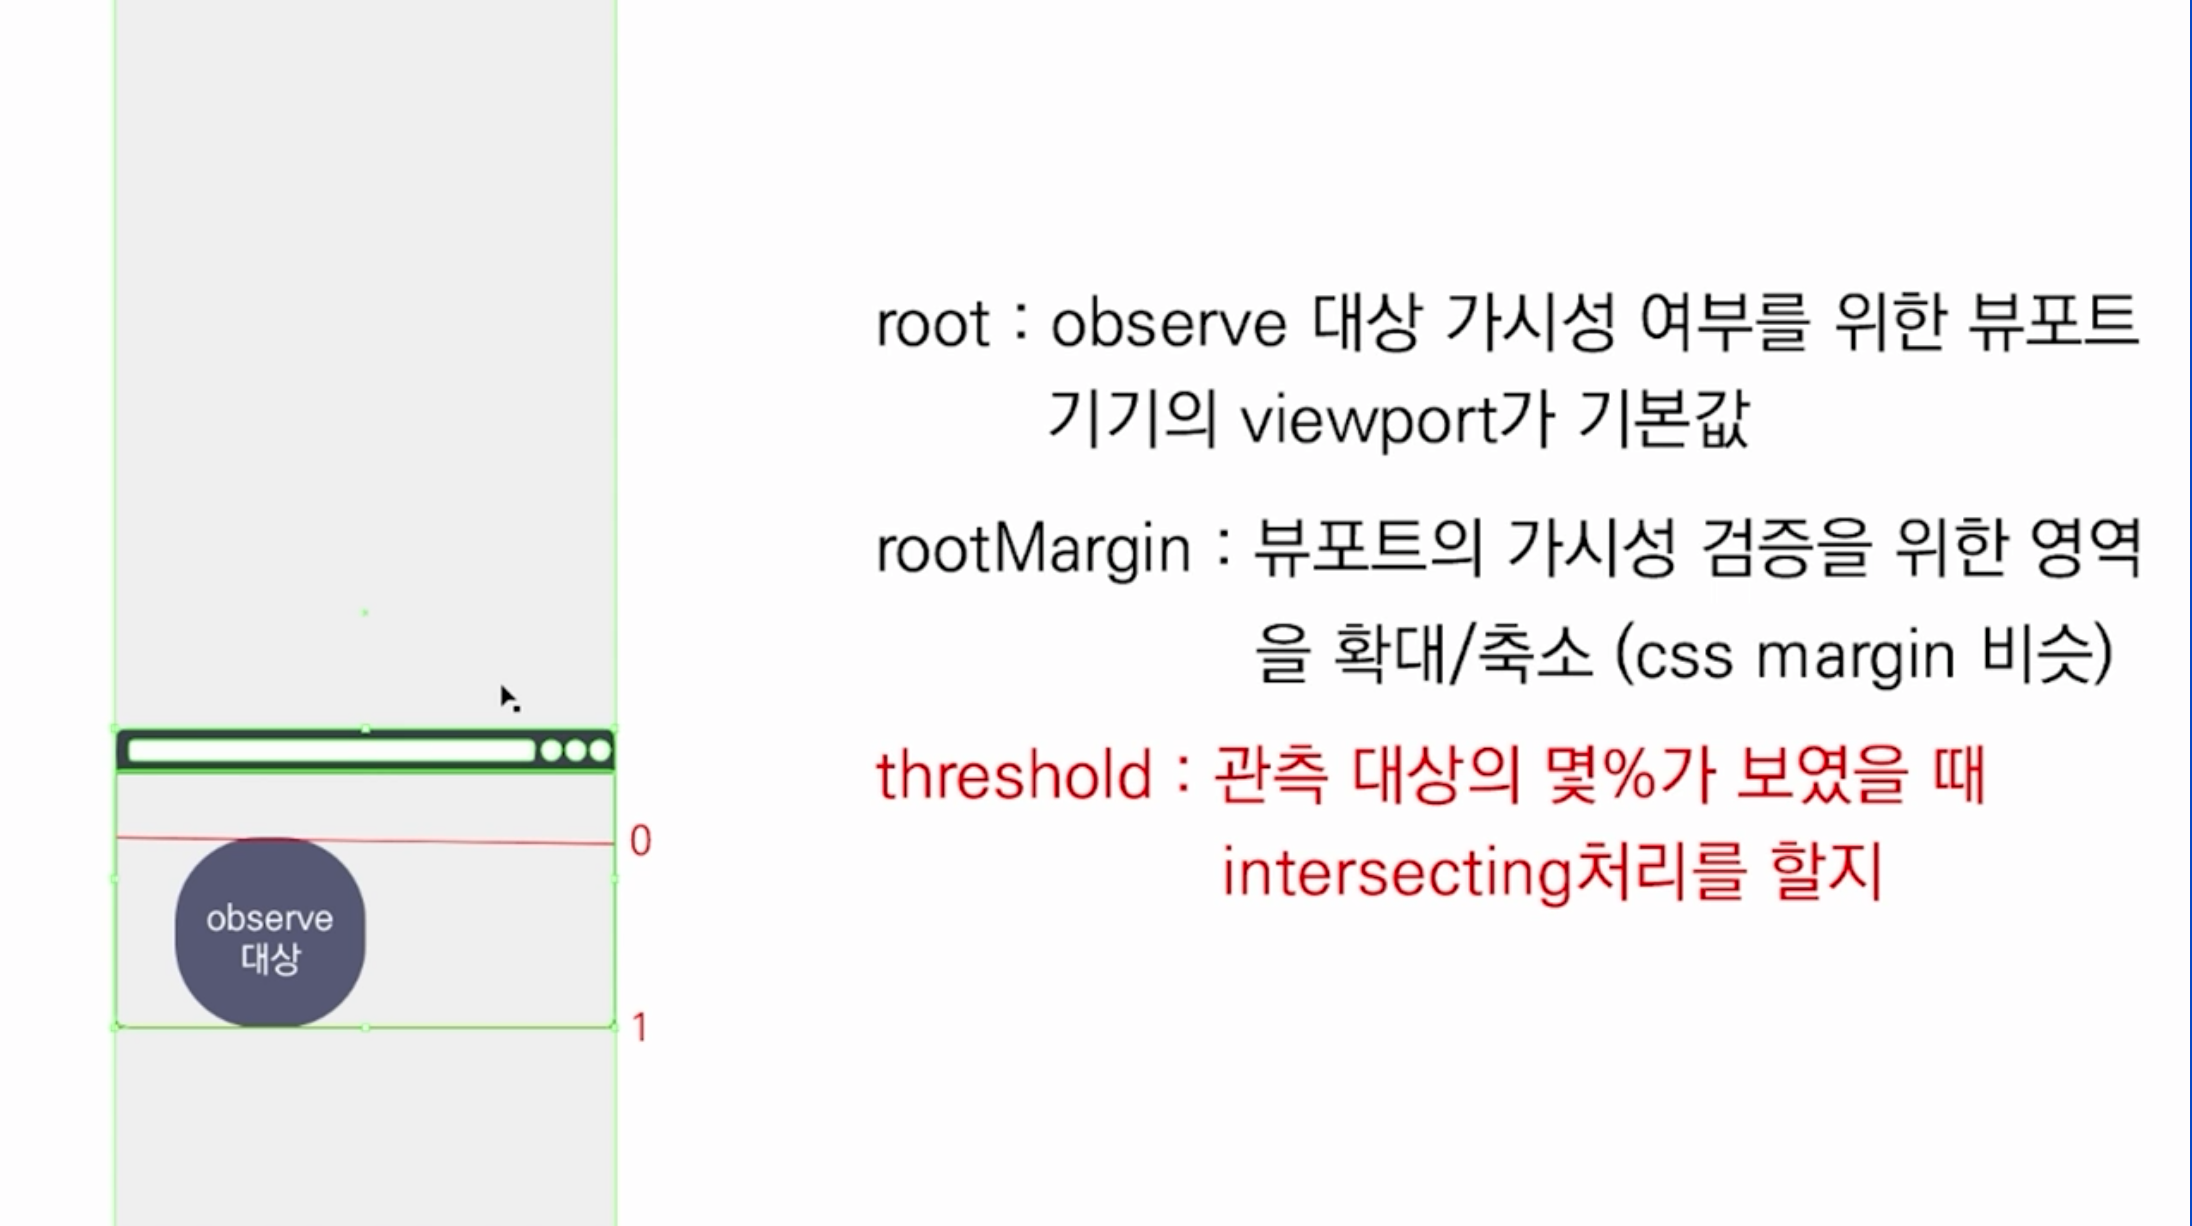 root : observe 대상 가시성 여부를 위한 뷰포트
기기의 viewport가 기본값
rootMargin : 뷰포트의 가시성 검증을 위한 영역
을 확대/축소 (css margin 비슷)
threshold : 관측 대상의 몇%가 보였을 때
intersecting처리를 할지
0
observe
대상
1